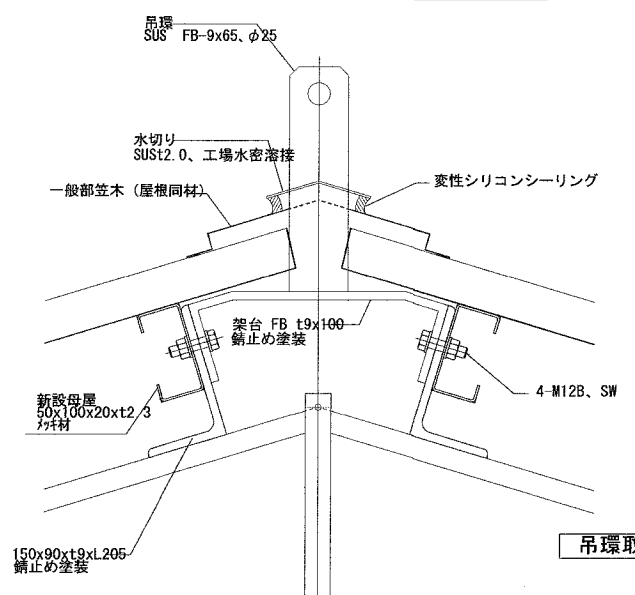 吊環
SUS FB-9x65、φ25
水切り
SUSt2.0、工場水密溶接
一般部笠木（屋根同材）
変性シリコンシーリング
架台 FB t9x100
錆止め塗装
4-M12B、SW
新設母屋
50x100x20xt2.3
ﾒｯｷ材
150x90xt9xL205
錆止め塗装
吊環取